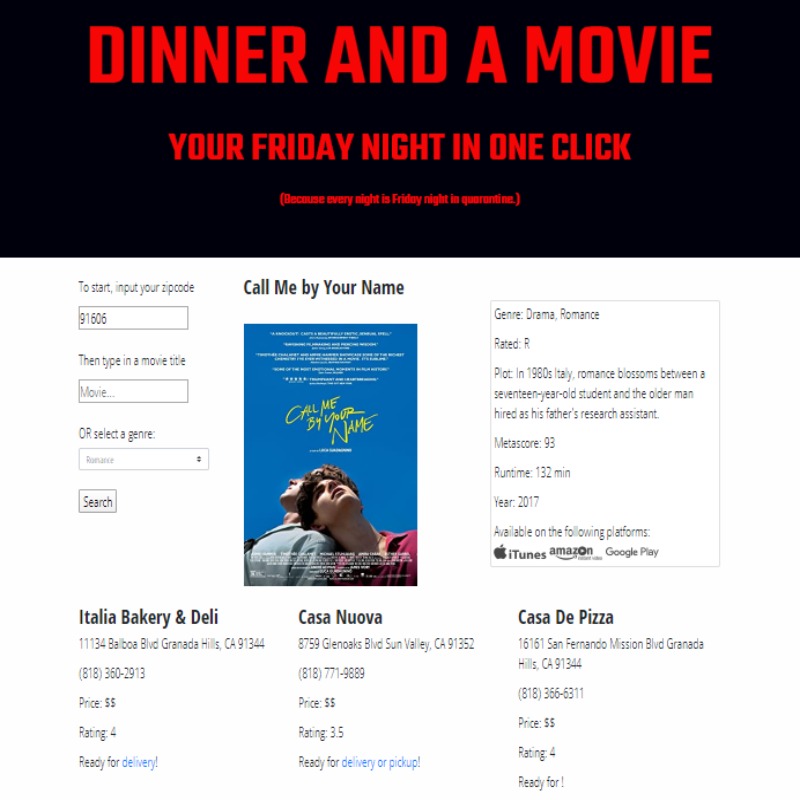 DINNER AND A MOVIE
YOUR FRIDAY NIGHT IN ONE CLICK
(Because every night is Friday night in quarantine.)
To start, input your zipcode
91606
Then type in a movie title
Movie...
OR select a genre:
Romance
Search
Call Me by Your Name
CALL ME
BY YOUR
NAME
Genre: Drama, Romance
Rated: R
Plot: In 1980s Italy, romance blossoms between a
seventeen-year-old student and the older man
hired as his father's research assistant.
Metascore: 93
Runtime: 132 min
Year: 2017
Available on the following platforms:
iTunes amazon Google Play
Italia Bakery & Deli
11134 Balboa Blvd Granada Hills, CA 91344
(818) 360-2913
Price: $$
Rating: 4
Ready for delivery!
Casa Nuova
8759 Glenoaks Blvd Sun Valley, CA 91352
(818) 771-9889
Price: $$
Rating: 3.5
Ready for delivery or pickup!
Casa De Pizza
16161 San Fernando Mission Blvd Granada
Hills, CA 91344
(818) 366-6311
Price: $$
Rating: 4
Ready for !